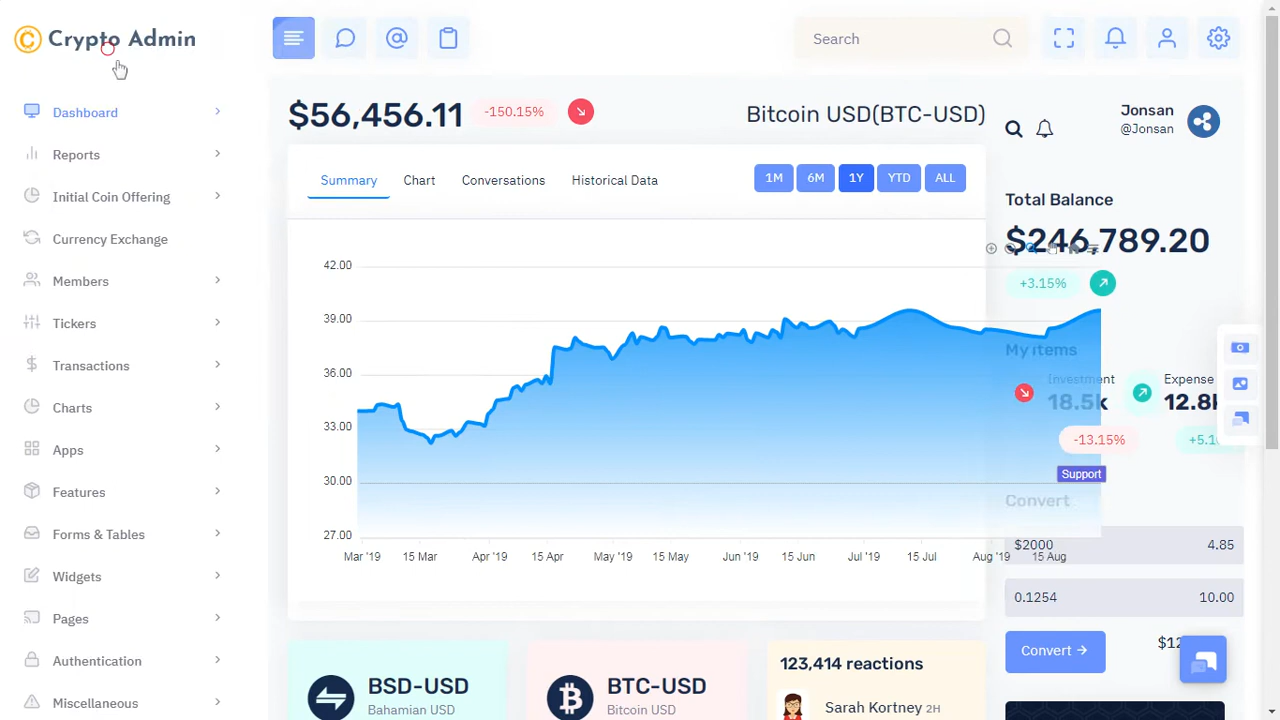 Crypto Admin
Search
Dashboard
Reports
Initial Coin Offering
Currency Exchange
Members
Tickers
Transactions
Charts
Apps
Features
Forms & Tables
Widgets
Pages
Authentication
Miscellaneous
$56,456.11 -150.15%
Bitcoin USD(BTC-USD)
Summary Chart Conversations Historical Data
1M 6M 1Y YTD ALL
42.00
39.00
36.00
33.00
30.00
27.00
Mar '19 15 Mar Apr '19 15 Apr May '19 15 May Jun '19 15 Jun Jul '19 15 Jul Aug '19 15 Aug
Jonsan
@Jonsan
Total Balance
$246,789.20
+3.15%
My items
Investment Expense
18.5k 12.8k
-13.15%
Support
Convert
$2000 4.85
0.1254 10.00
Convert
BSD-USD
Bahamian USD
BTC-USD
Bitcoin USD
123,414 reactions
Sarah Kortney 2H